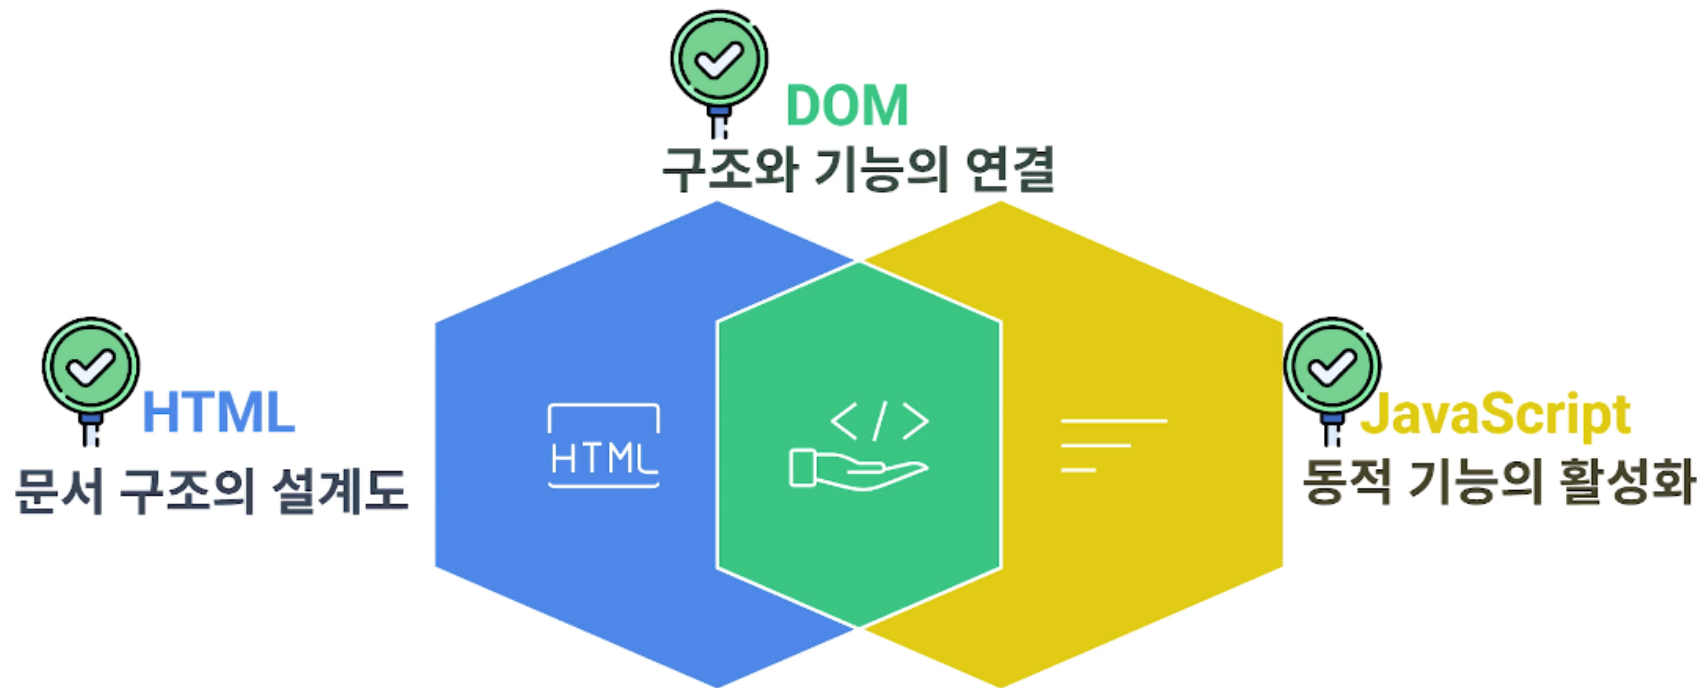 DOM
구조와 기능의 연결
HTML
문서 구조의 설계도
HTML
</>
JavaScript
동적 기능의 활성화